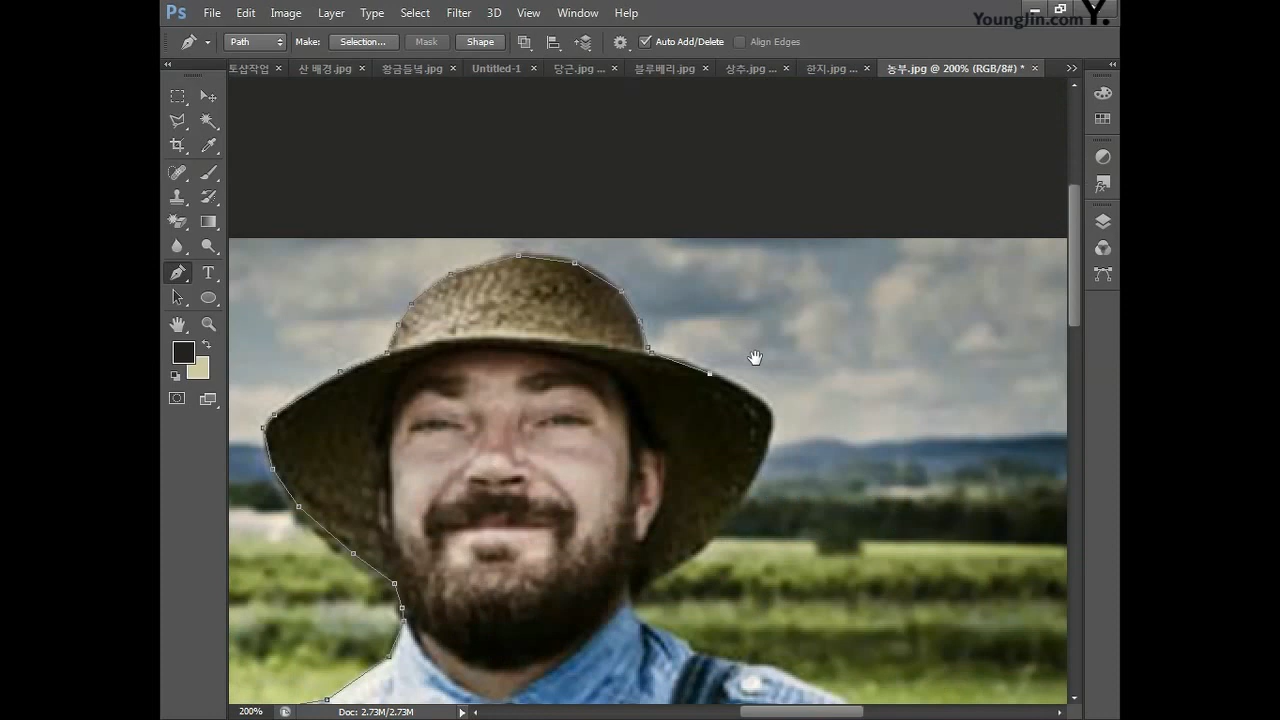 Ps File Edit Image Layer Type Select Filter 3D View Window Help
YoungJin.com Y.
Path Make: Selection... Mask Shape Auto Add/Delete Align Edges
토샵작업 × 산 배경.jpg × 황금들녘.jpg × Untitled-1 × 당근.jpg ... × 블루베리.jpg × 상추.jpg ... × 한지.jpg ... × 농부.jpg @ 200% (RGB/8#) * ×
T
200% Doc: 2.73M/2.73M